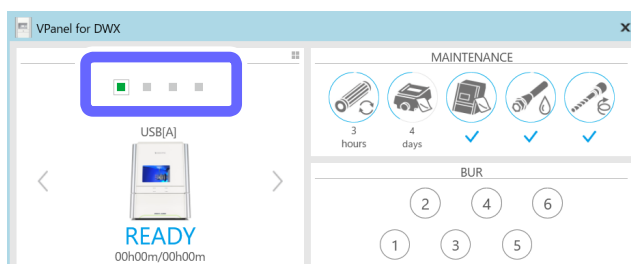 VPanel for DWX
x
MAINTENANCE
3
hours
4
days
USB[A]
READY
00h00m/00h00m
BUR
2
4
6
1
3
5